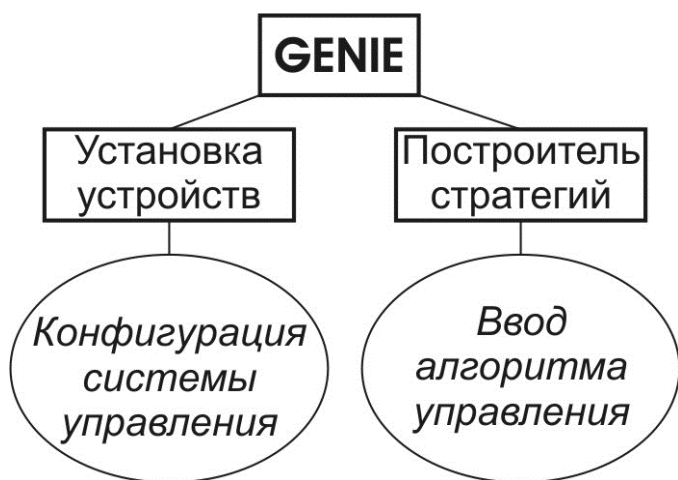 GENIE
Установка
устройств
Построитель
стратегий
Конфигурация
системы
управления
Ввод
алгоритма
управления